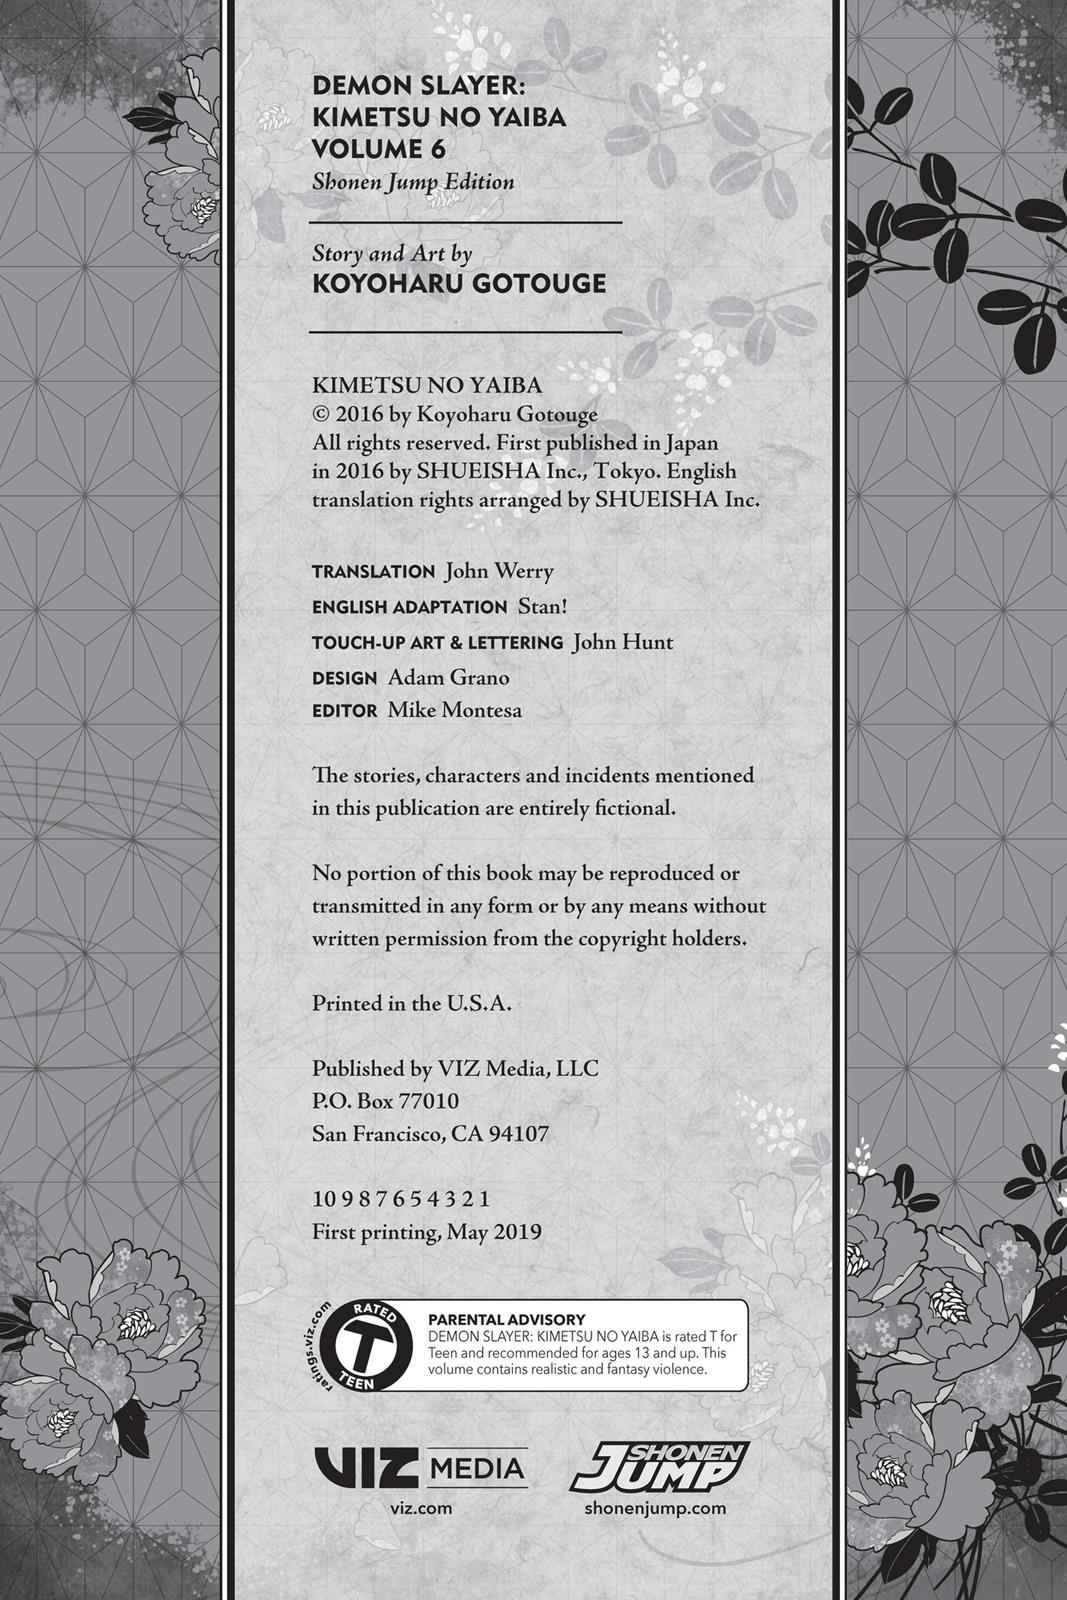 DEMON SLAYER:
KIMETSU NO YAIBA
VOLUME 6
Shonen Jump Edition
Story and Art by
KOYOHARU GOTOUGE
KIMETSU NO YAIBA
© 2016 by Koyoharu Gotouge
All rights reserved. First published in Japan
in 2016 by SHUEISHA Inc., Tokyo. English
translation rights arranged by SHUEISHA Inc.
TRANSLATION John Werry
ENGLISH ADAPTATION Stan!
TOUCH-UP ART & LETTERING John Hunt
DESIGN Adam Grano
EDITOR Mike Montesa
The stories, characters and incidents mentioned
in this publication are entirely fictional.
No portion of this book may be reproduced or
transmitted in any form or by any means without
written permission from the copyright holders.
Printed in the U.S.A.
Published by VIZ Media, LLC
P.O. Box 77010
San Francisco, CA 94107
10 9 8 7 6 5 4 3 2 1
First printing, May 2019
ratings.viz.com
RATED
T
TEEN
PARENTAL ADVISORY
DEMON SLAYER: KIMETSU NO YAIBA is rated T for
Teen and recommended for ages 13 and up. This
volume contains realistic and fantasy violence.
VIZ MEDIA
viz.com
SHONEN
JUMP
shonenjump.com